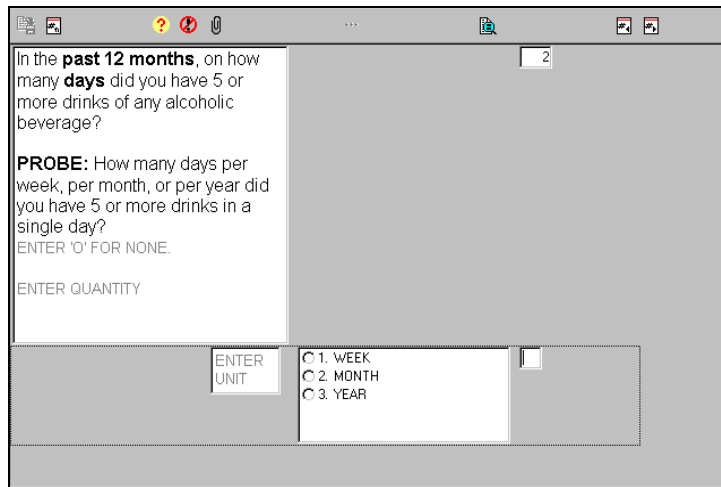 In the past 12 months, on how
many days did you have 5 or
more drinks of any alcoholic
beverage?
2
PROBE: How many days per
week, per month, or per year did
you have 5 or more drinks in a
single day?
ENTER 'O' FOR NONE.
ENTER QUANTITY
ENTER
UNIT
1. WEEK
2. MONTH
3. YEAR